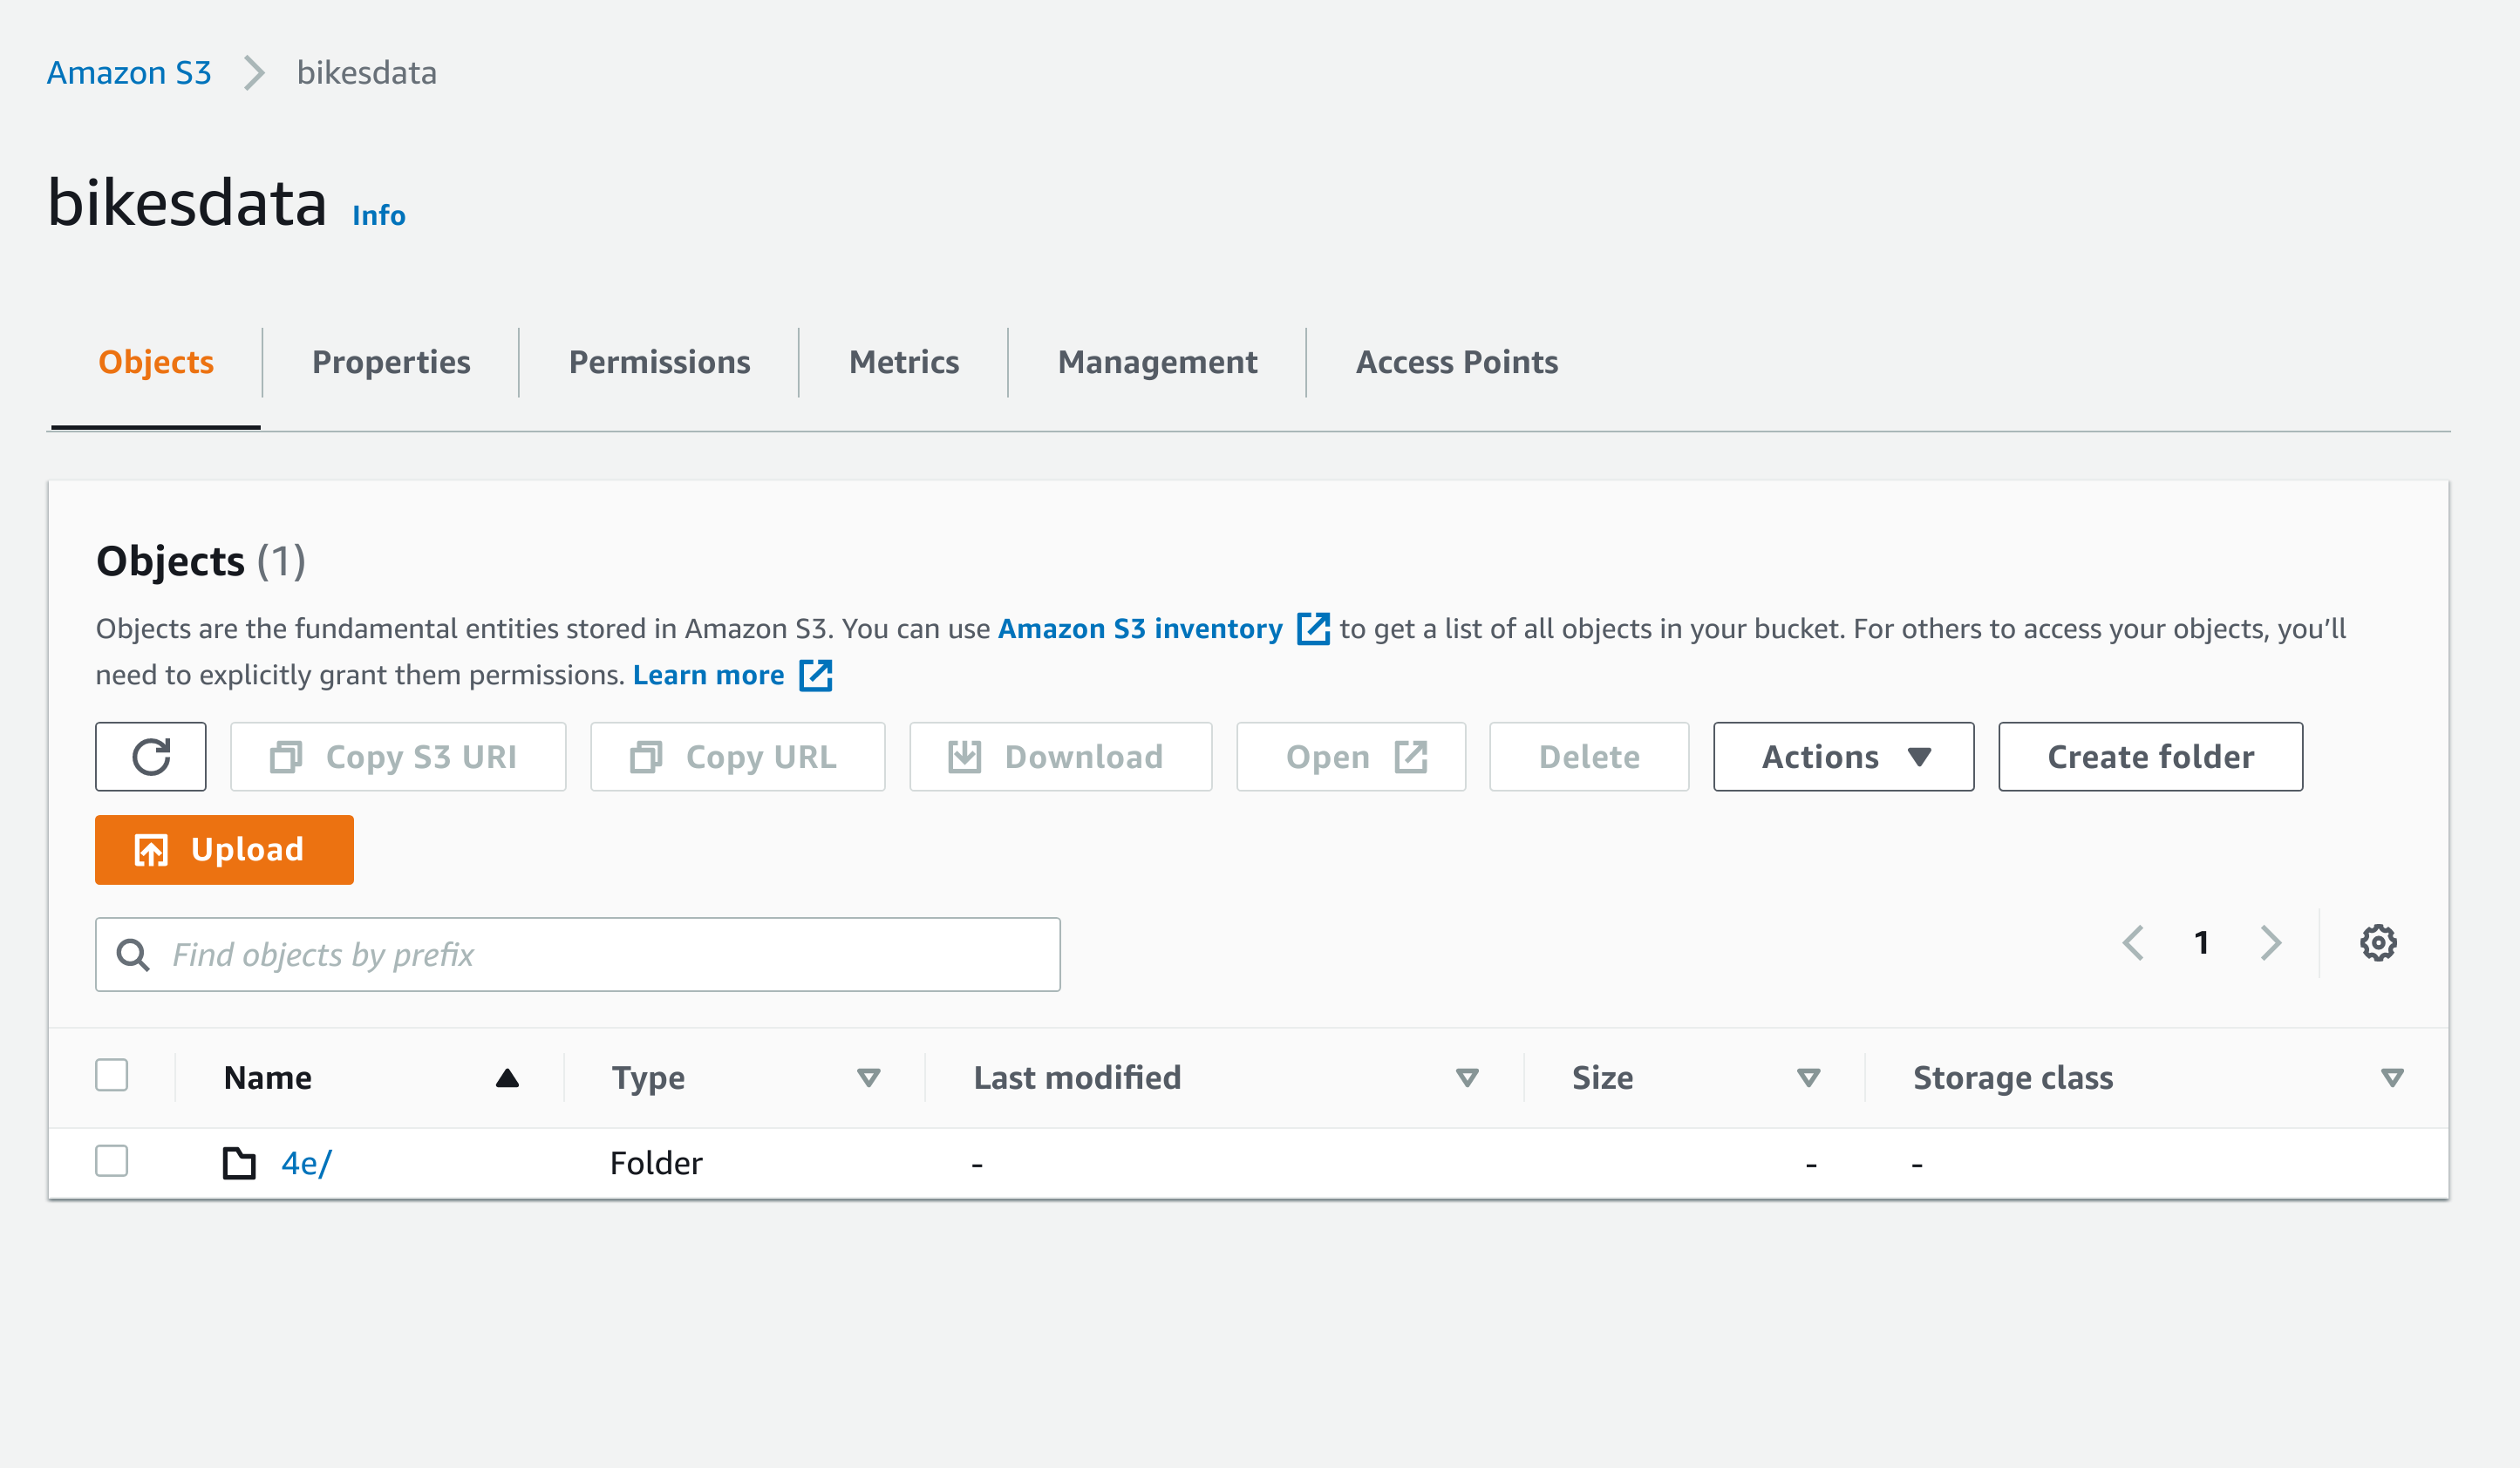 Amazon S3 bikesdata
bikesdata Info
Objects Properties Permissions Metrics Management Access Points
Objects (1)
Objects are the fundamental entities stored in Amazon S3. You can use Amazon S3 inventory to get a list of all objects in your bucket. For others to access your objects, you’ll
need to explicitly grant them permissions. Learn more
Copy S3 URI Copy URL Download Open Delete Actions Create folder
Upload
Find objects by prefix 1
Name Type Last modified Size Storage class
4e/ Folder - - -